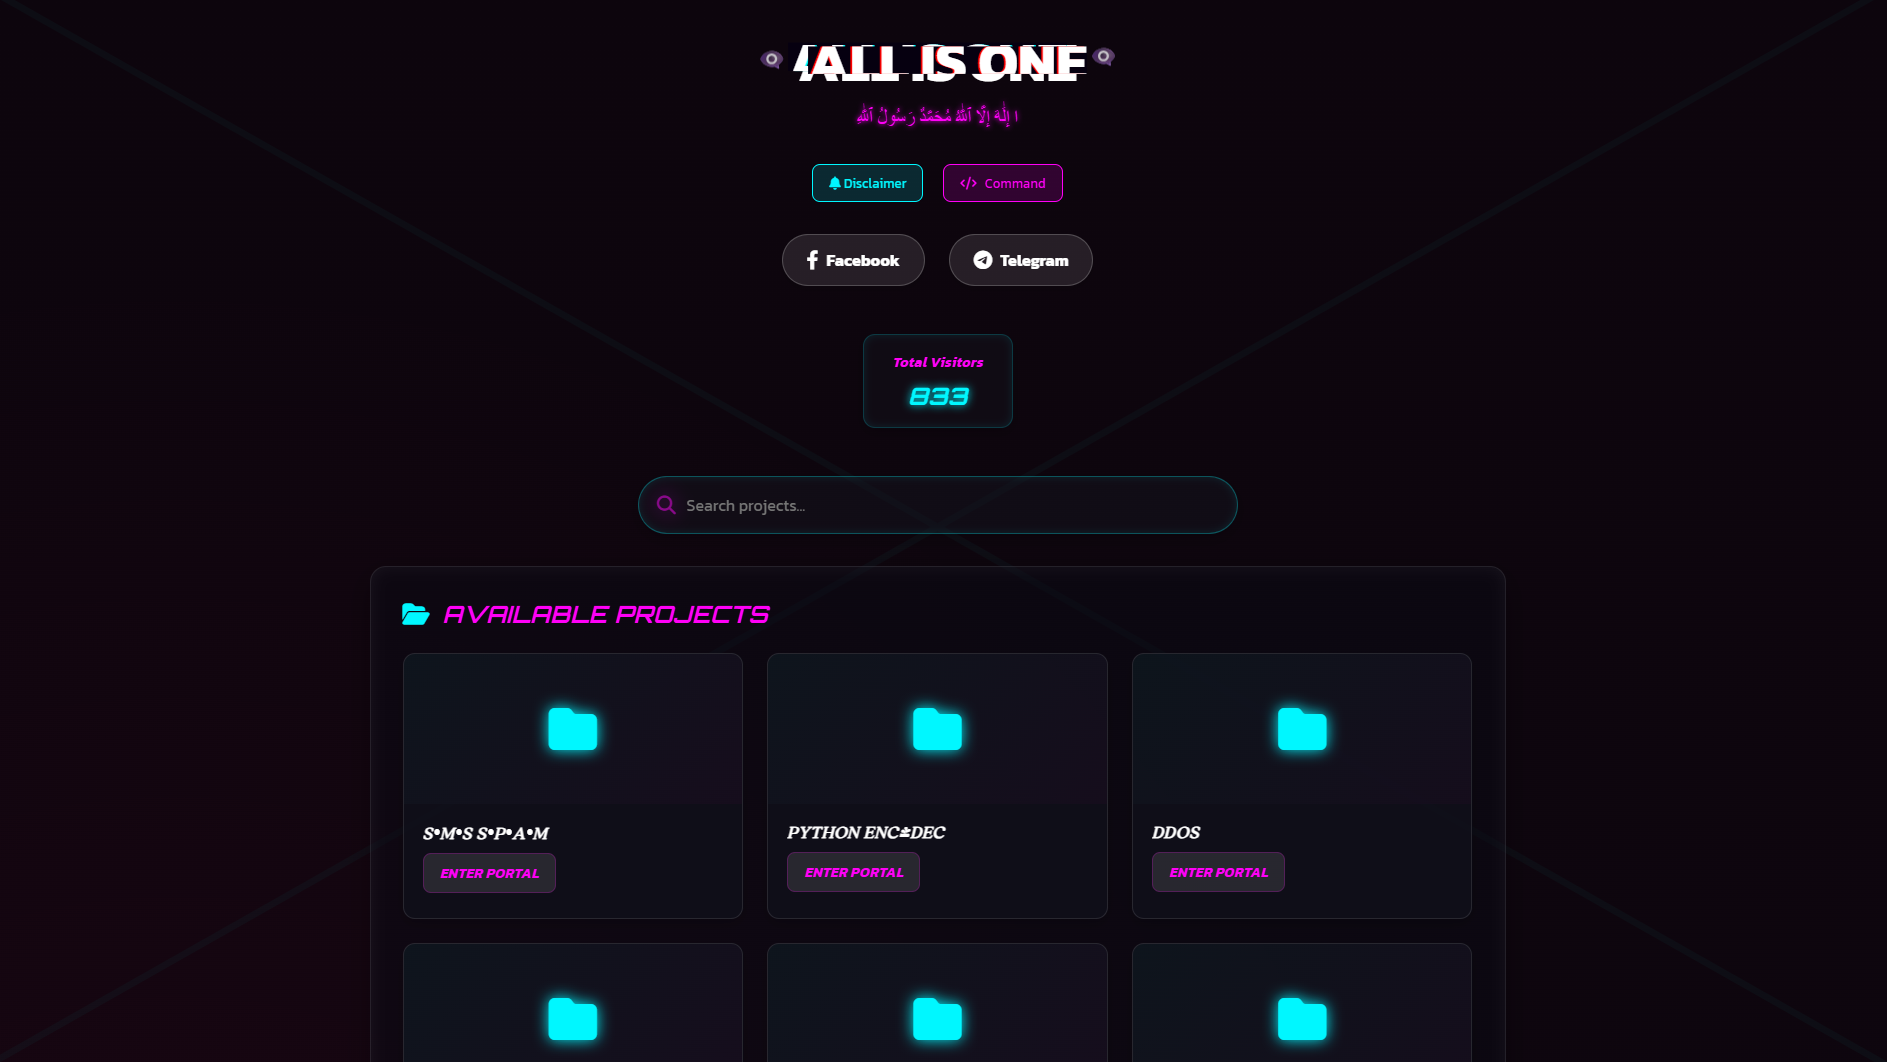 ALL IS ONE
ا إِلَٰهَ إِلَّا ٱللَّٰهُ مُحَمَّدٌ رَسُولُ ٱللَّٰهِ
Disclaimer
Command
Facebook
Telegram
Total Visitors
833
Search projects...
AVAILABLE PROJECTS
S•M•S S•P•A•M
PYTHON ENC≛DEC
DDOS
ENTER PORTAL
ENTER PORTAL
ENTER PORTAL